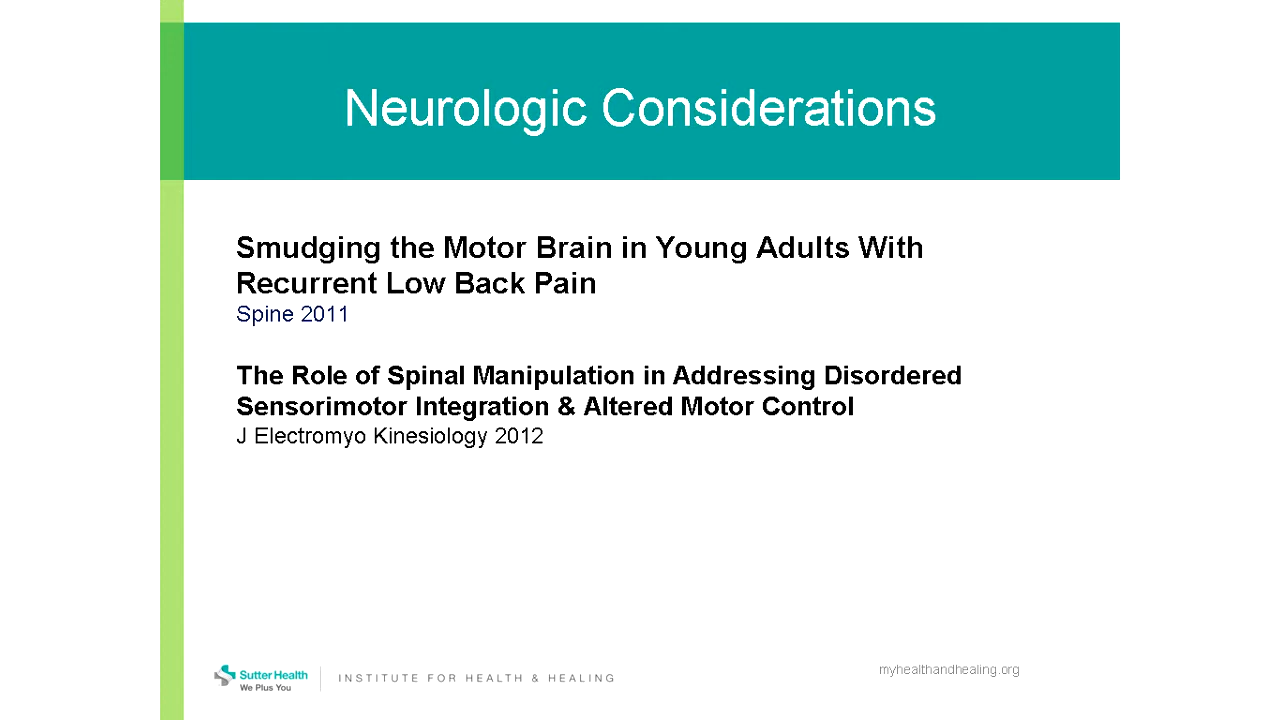 Neurologic Considerations
Smudging the Motor Brain in Young Adults With
Recurrent Low Back Pain
Spine 2011
The Role of Spinal Manipulation in Addressing Disordered
Sensorimotor Integration & Altered Motor Control
J Electromyo Kinesiology 2012
Sutter Health
We Plus You
INSTITUTE FOR HEALTH & HEALING
myhealthandhealing.org